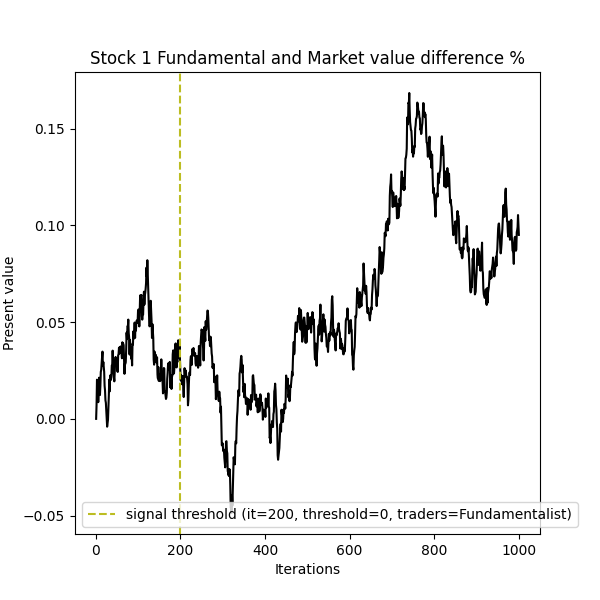 Stock 1 Fundamental and Market value difference %
Present value
0.15
0.10
0.05
0.00
−0.05
signal threshold (it=200, threshold=0, traders=Fundamentalist)
0 200 400 600 800 1000
Iterations